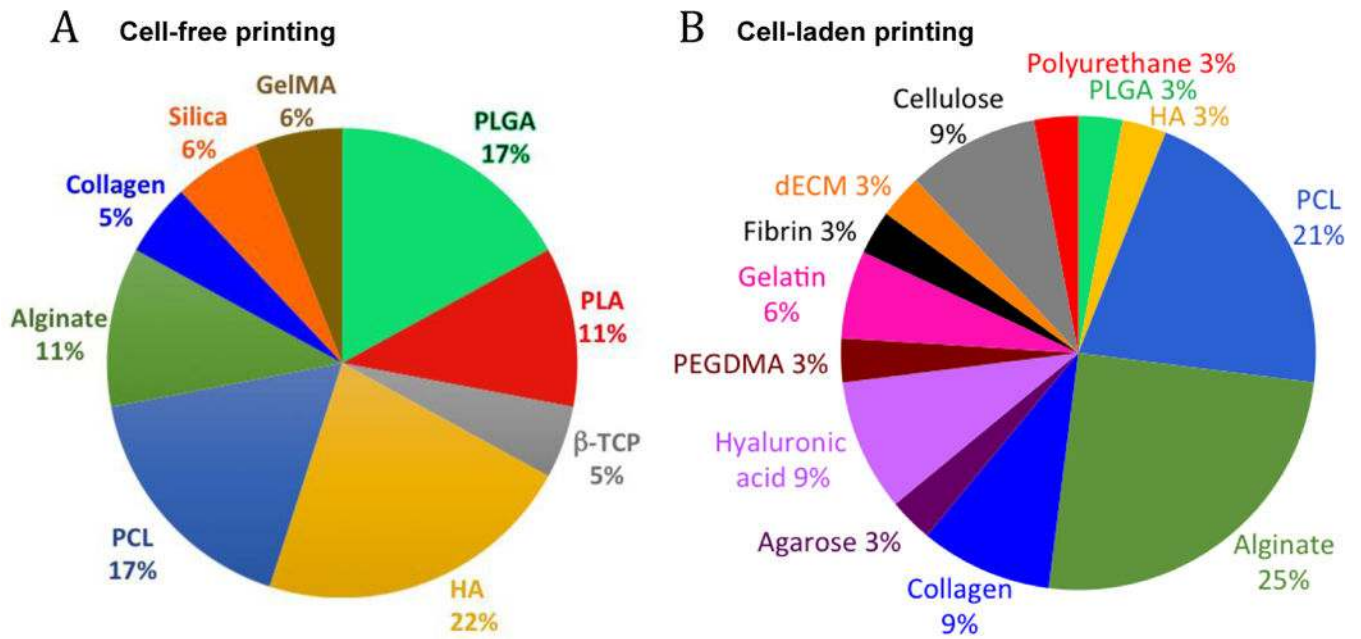 A Cell-free printing
GelMA
6%
PLGA
17%
PLA
11%
β-TCP
5%
HA
22%
PCL
17%
Alginate
11%
Collagen
5%
Silica
6%
B Cell-laden printing
Polyurethane 3%
PLGA 3%
HA 3%
PCL
21%
Alginate
25%
Collagen
9%
Agarose 3%
Hyaluronic
acid 9%
PEGDMA 3%
Gelatin
6%
Fibrin 3%
dECM 3%
Cellulose
9%